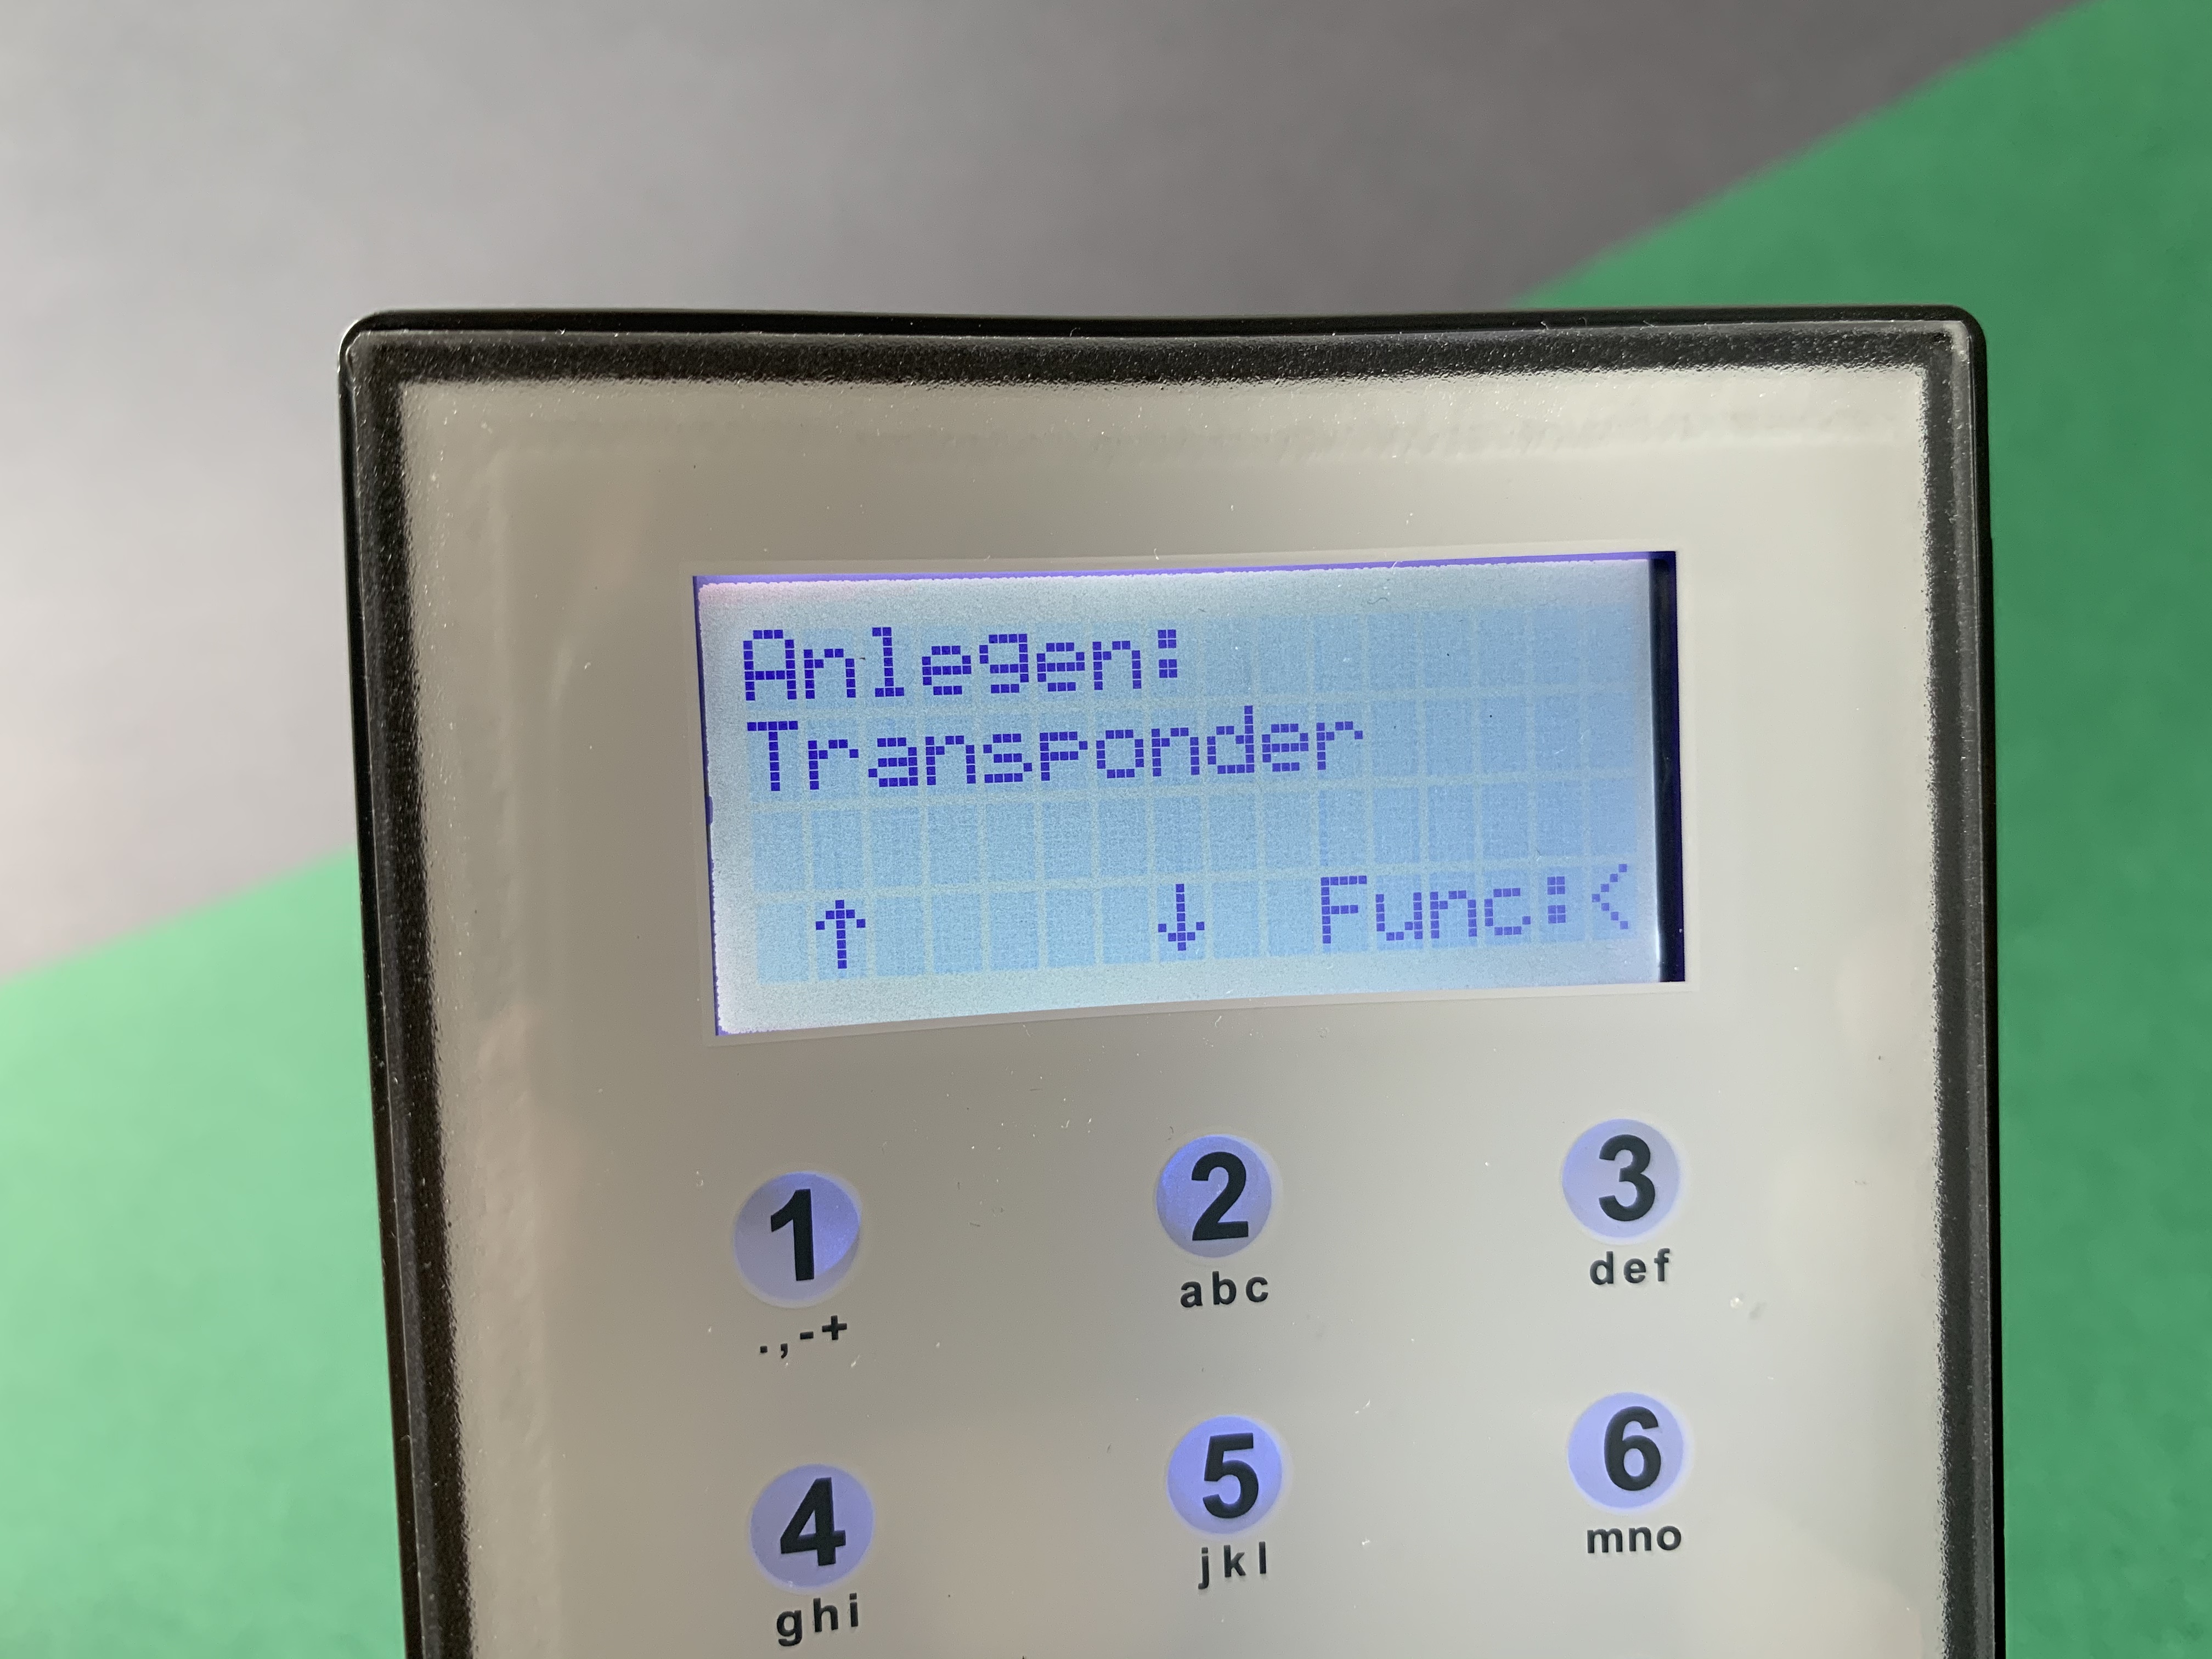 Anlegen:
Transponder
↑ ↓ Func:<
1 2 3
.,-+ abc def
4 5 6
ghi jkl mno